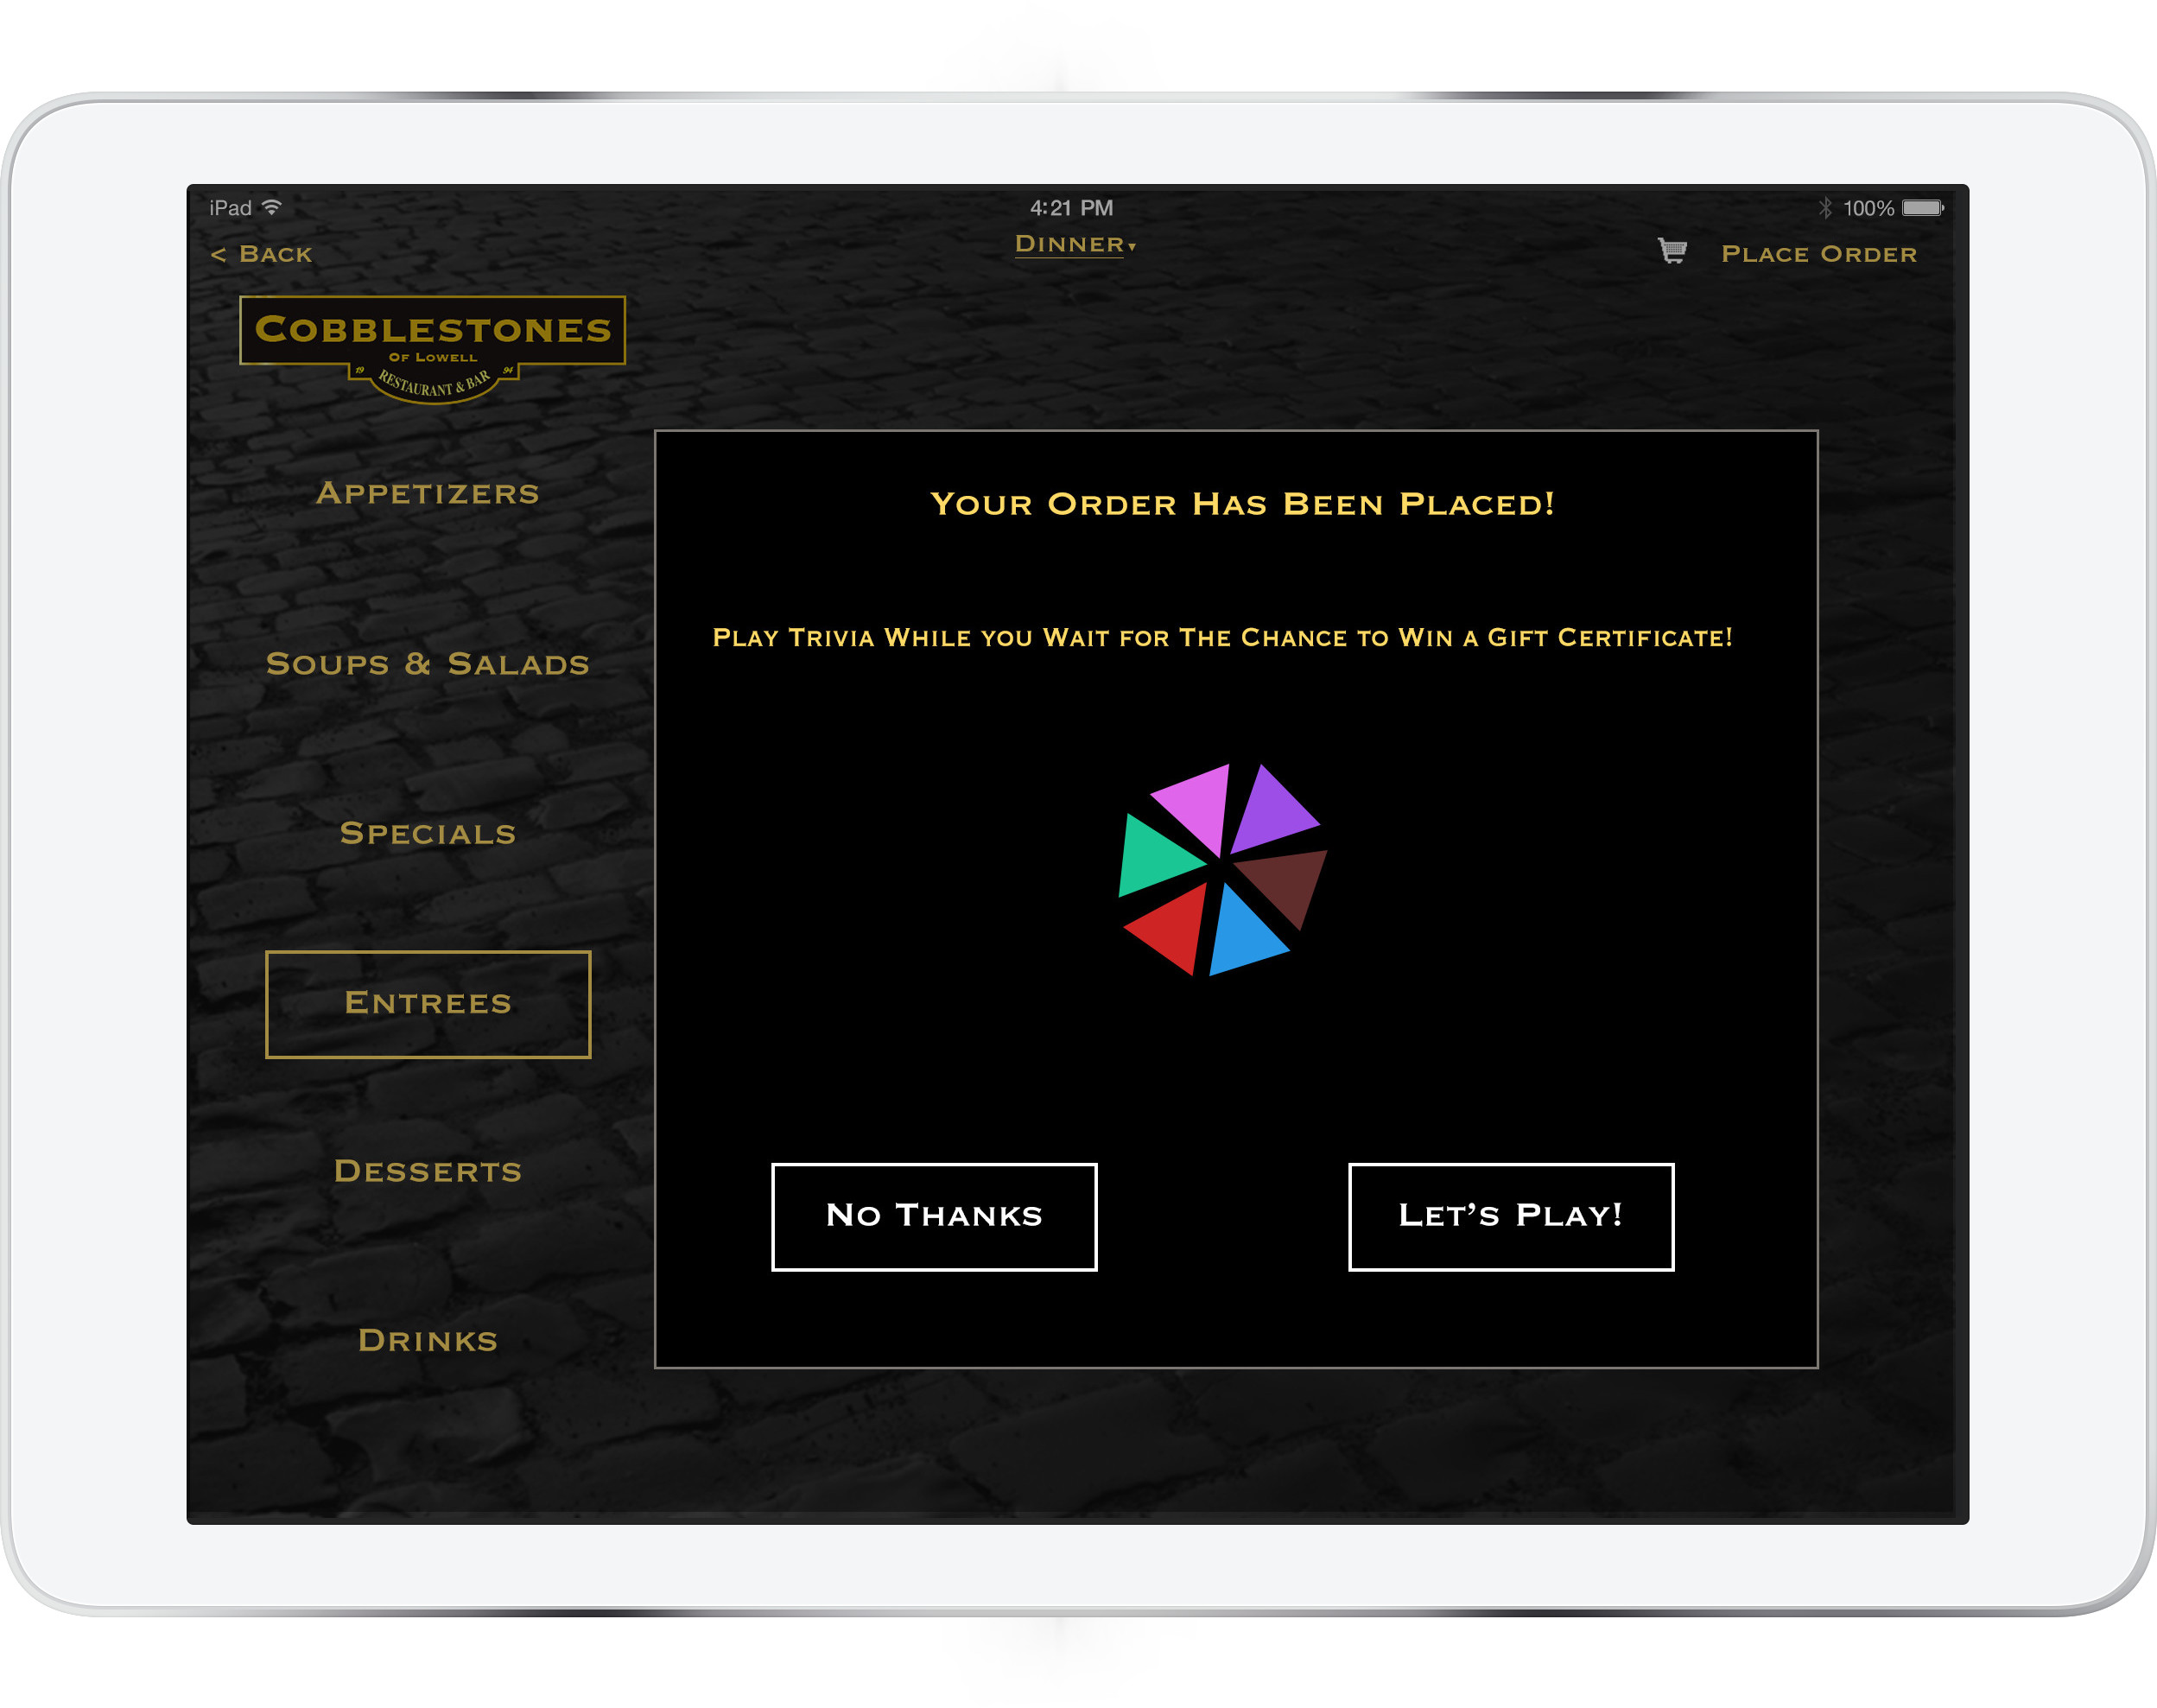 iPad
4:21 PM
100%
< Back
Dinner▾
Place Order
Cobblestones
Of Lowell
19 Restaurant & Bar 94
Appetizers
Soups & Salads
Specials
Entrees
Desserts
Drinks
Your Order Has Been Placed!
Play Trivia While you Wait for The Chance to Win a Gift Certificate!
No Thanks
Let's Play!